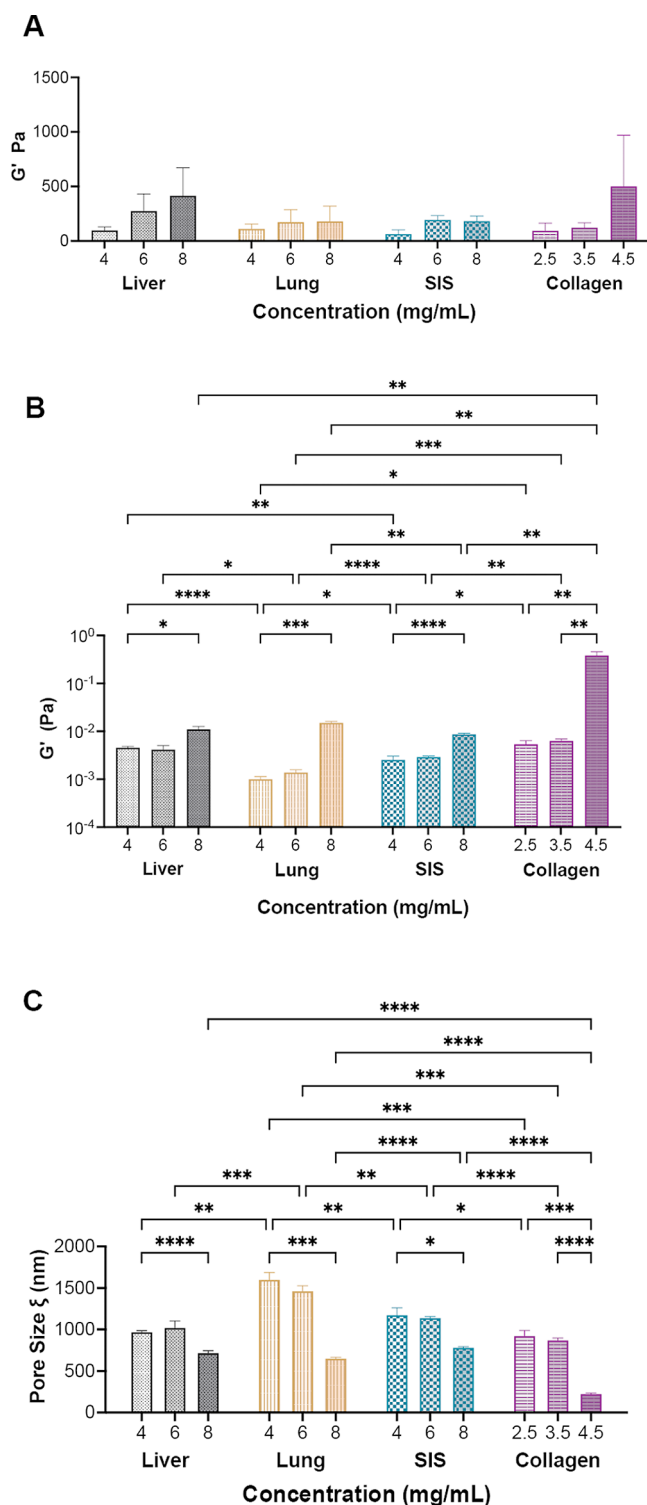 A
1500
1000
500
0
G' Pa
4 6 8 4 6 8 4 6 8 2.5 3.5 4.5
Liver Lung SIS Collagen
Concentration (mg/mL)
B
**
**
***
*
**
** **
* **** **
**** * * **
* *** **** **
10⁰
10⁻¹
10⁻²
10⁻³
10⁻⁴
G' (Pa)
4 6 8 4 6 8 4 6 8 2.5 3.5 4.5
Liver Lung SIS Collagen
Concentration (mg/mL)
C
****
****
***
***
**** ****
*** ** ****
** ** * ***
**** *** * ****
2000
1500
1000
500
0
Pore Size ξ (nm)
4 6 8 4 6 8 4 6 8 2.5 3.5 4.5
Liver Lung SIS Collagen
Concentration (mg/mL)